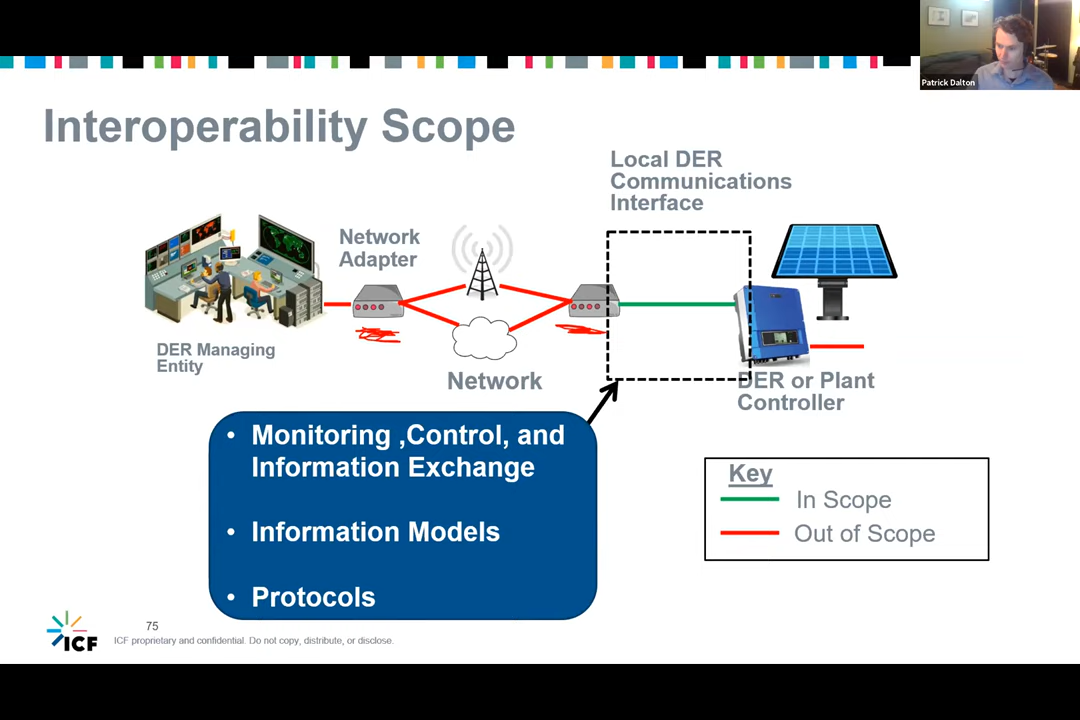 Patrick Dalton
Interoperability Scope
Local DER
Communications
Interface
Network
Adapter
DER Managing
Entity
Network
DER or Plant
Controller
• Monitoring ,Control, and
Information Exchange
• Information Models
• Protocols
Key
In Scope
Out of Scope
ICF
75
ICF proprietary and confidential. Do not copy, distribute, or disclose.